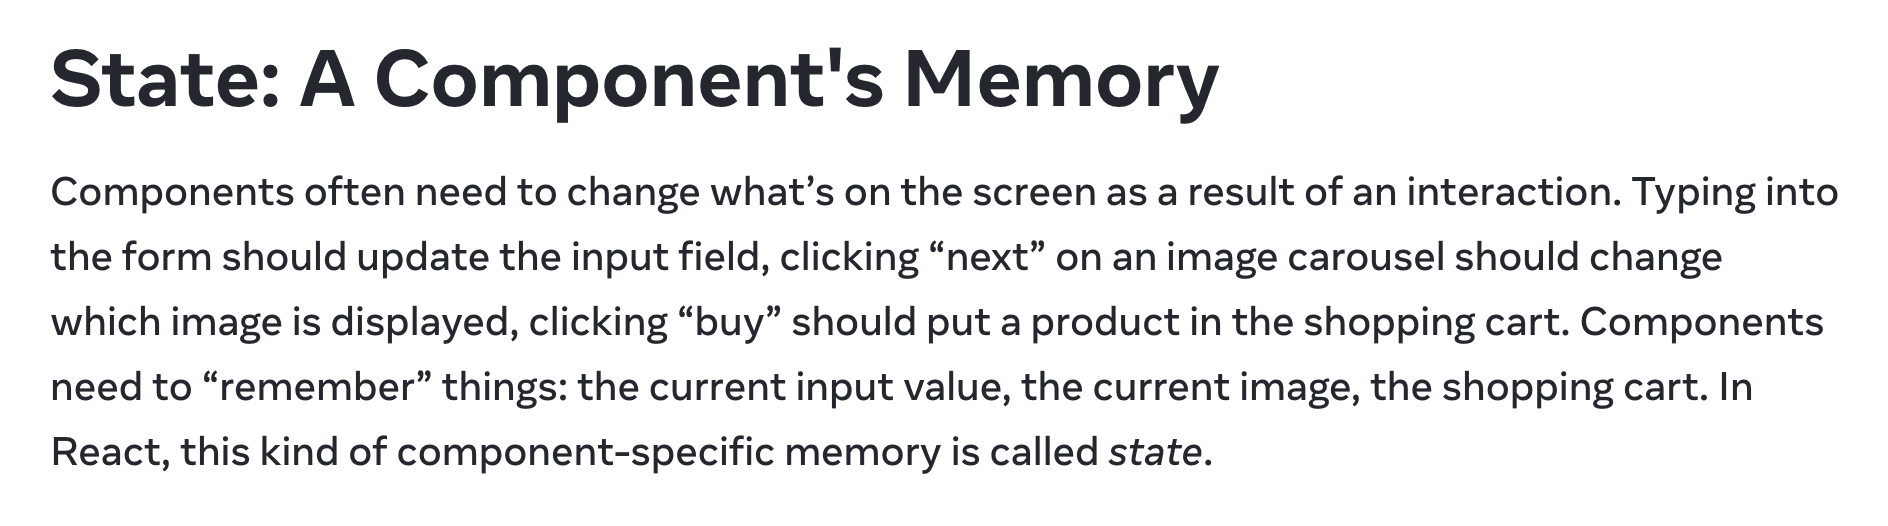 State: A Component's Memory
Components often need to change what’s on the screen as a result of an interaction. Typing into
the form should update the input field, clicking “next” on an image carousel should change
which image is displayed, clicking “buy” should put a product in the shopping cart. Components
need to “remember” things: the current input value, the current image, the shopping cart. In
React, this kind of component-specific memory is called state.